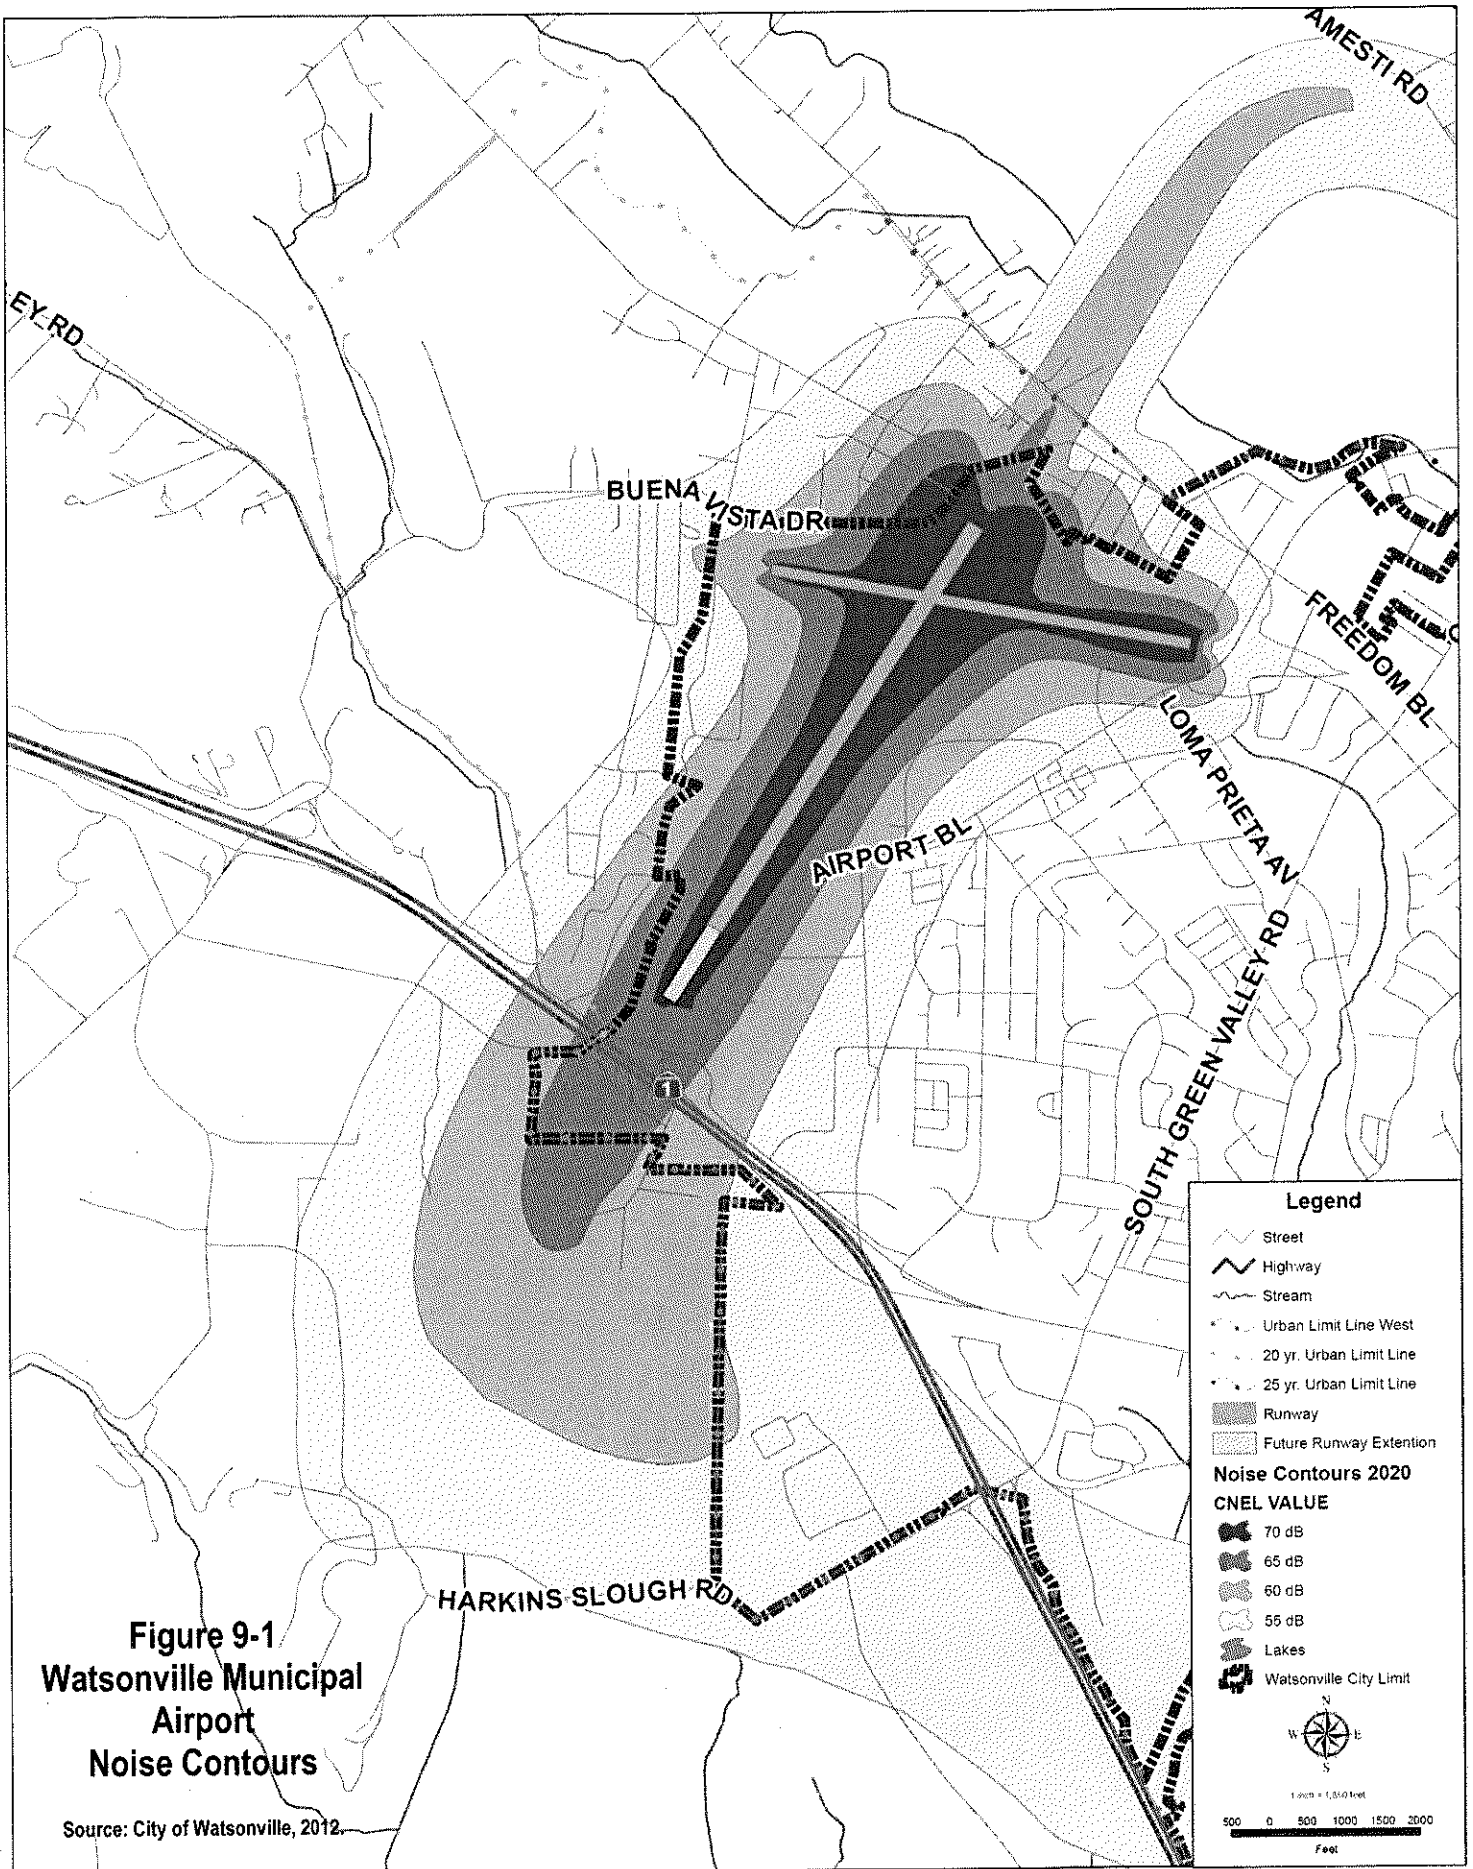 AMESTI RD
EY RD
BUENA VISTA DR
FREEDOM BL
LOMA PRIETA AV
AIRPORT BL
SOUTH GREEN VALLEY RD
1
HARKINS SLOUGH RD
Figure 9-1
Watsonville Municipal
Airport
Noise Contours
Source: City of Watsonville, 2012.
Legend
Street
Highway
Stream
Urban Limit Line West
20 yr. Urban Limit Line
25 yr. Urban Limit Line
Runway
Future Runway Extention
Noise Contours 2020
CNEL VALUE
70 dB
65 dB
60 dB
55 dB
Lakes
Watsonville City Limit
N
W E
S
500 0 500 1000 1500 2000
Feet